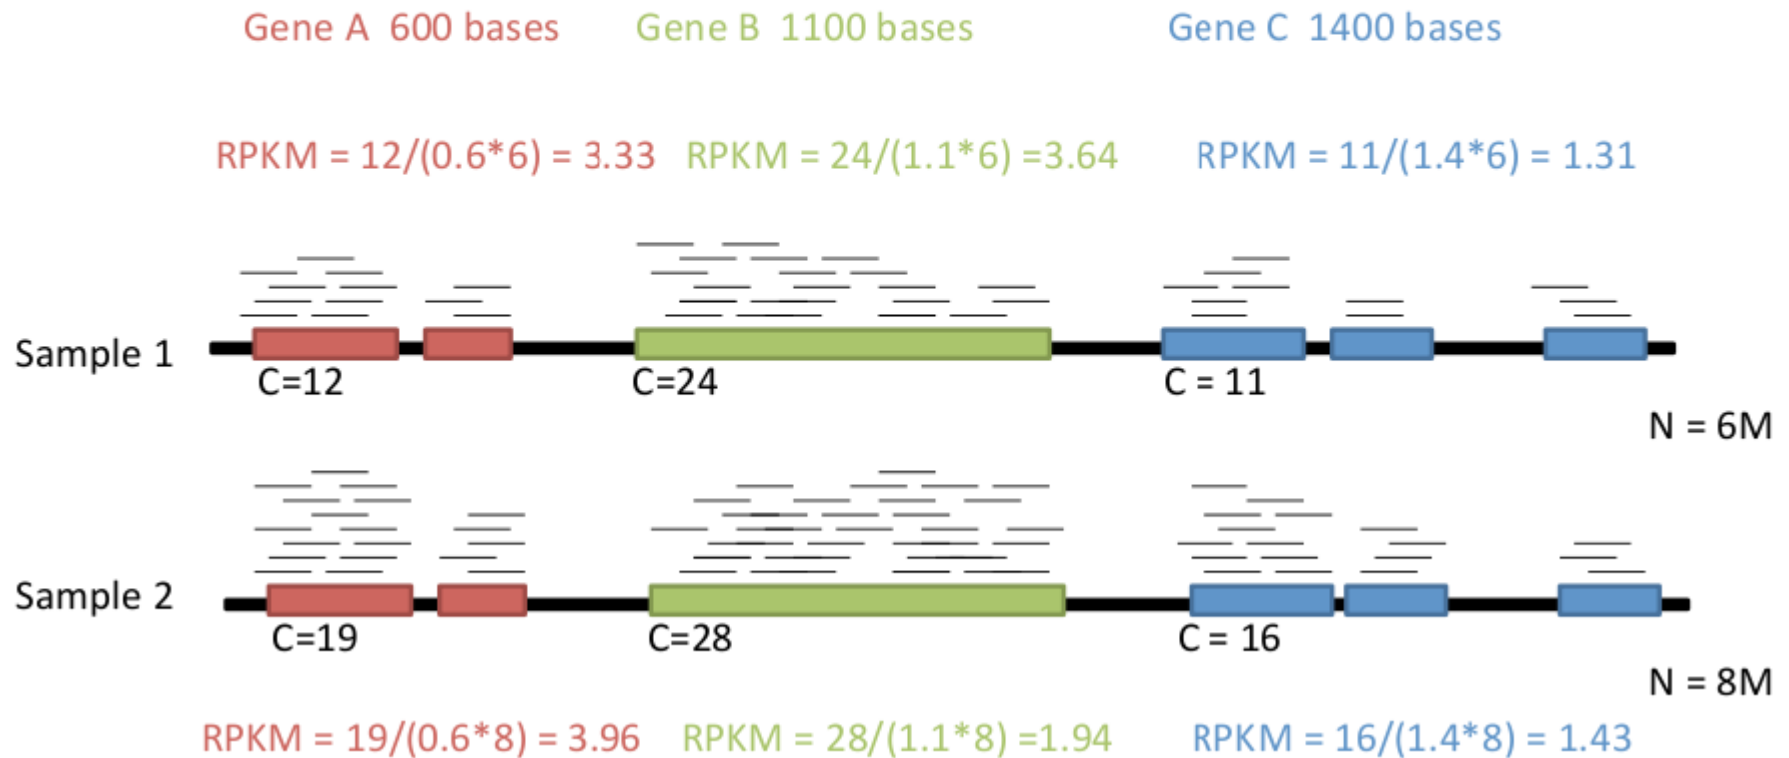 Gene A 600 bases Gene B 1100 bases Gene C 1400 bases
RPKM = 12/(0.6*6) = 3.33 RPKM = 24/(1.1*6) =3.64 RPKM = 11/(1.4*6) = 1.31
Sample 1
C=12 C=24 C = 11
N = 6M
Sample 2
C=19 C=28 C = 16
N = 8M
RPKM = 19/(0.6*8) = 3.96 RPKM = 28/(1.1*8) =1.94 RPKM = 16/(1.4*8) = 1.43